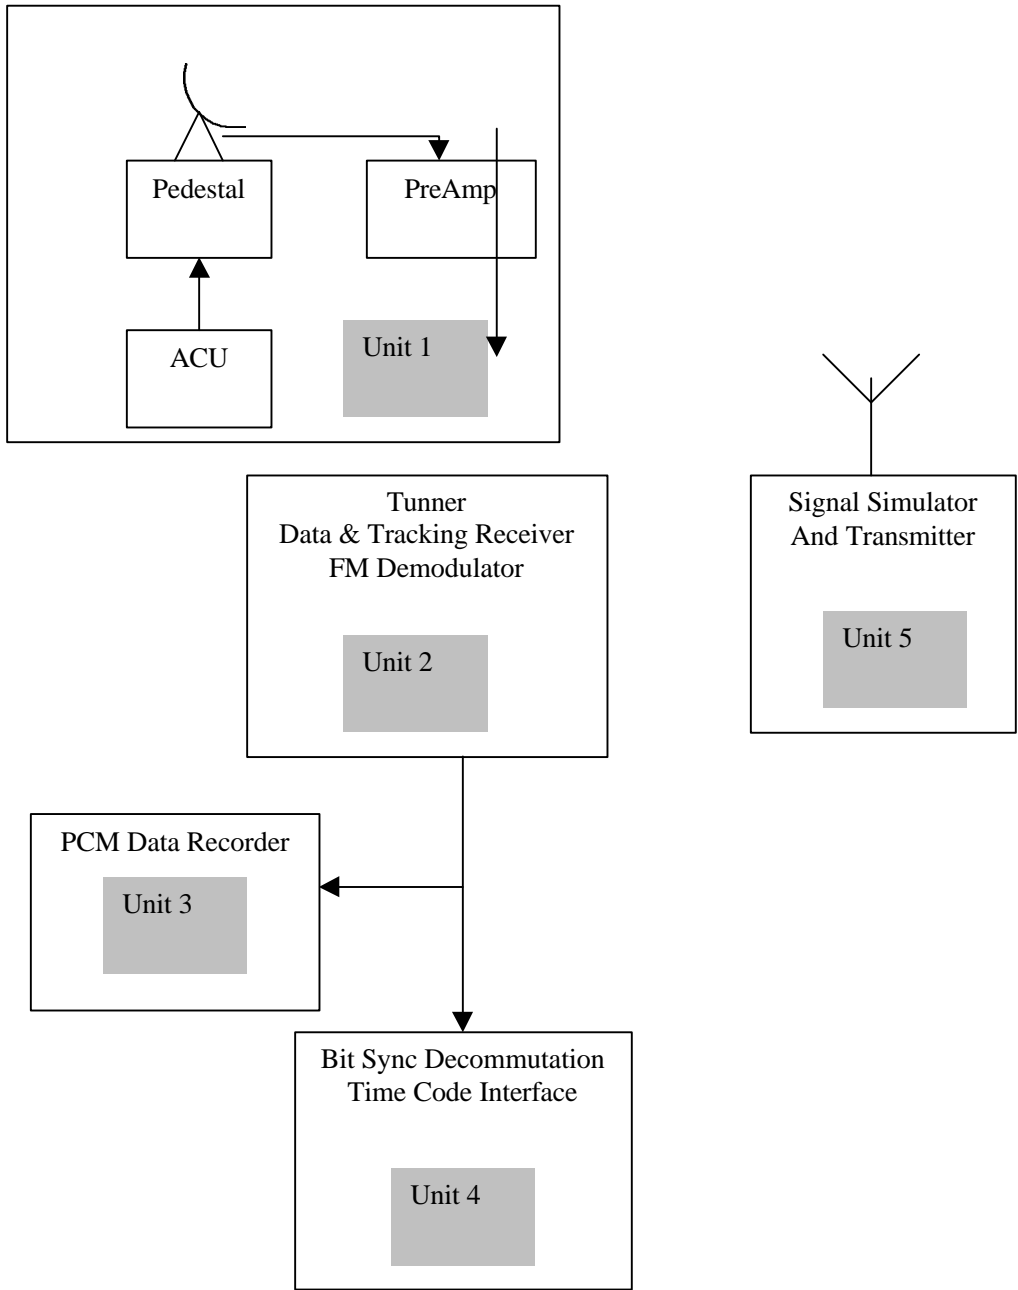 Pedestal
PreAmp
ACU
Unit 1
Tunner
Data & Tracking Receiver
FM Demodulator
Unit 2
Signal Simulator
And Transmitter
Unit 5
PCM Data Recorder
Unit 3
Bit Sync Decommutation
Time Code Interface
Unit 4